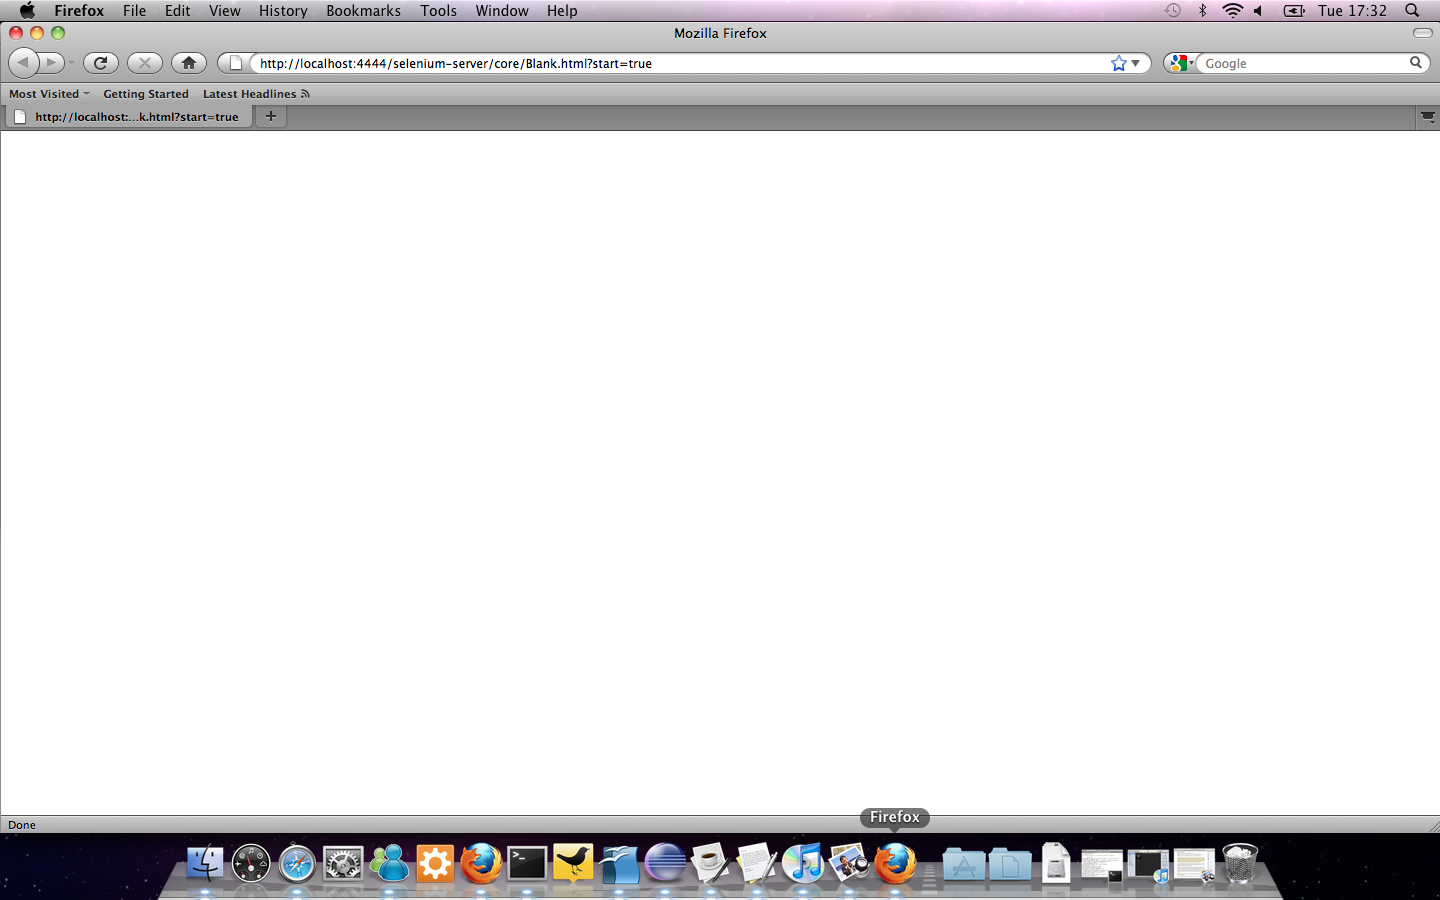 Firefox File Edit View History Bookmarks Tools Window Help Tue 17:32
Mozilla Firefox
http://localhost:4444/selenium-server/core/Blank.html?start=true Google
Most Visited Getting Started Latest Headlines
http://localhost:...k.html?start=true +
Done
Firefox
>_